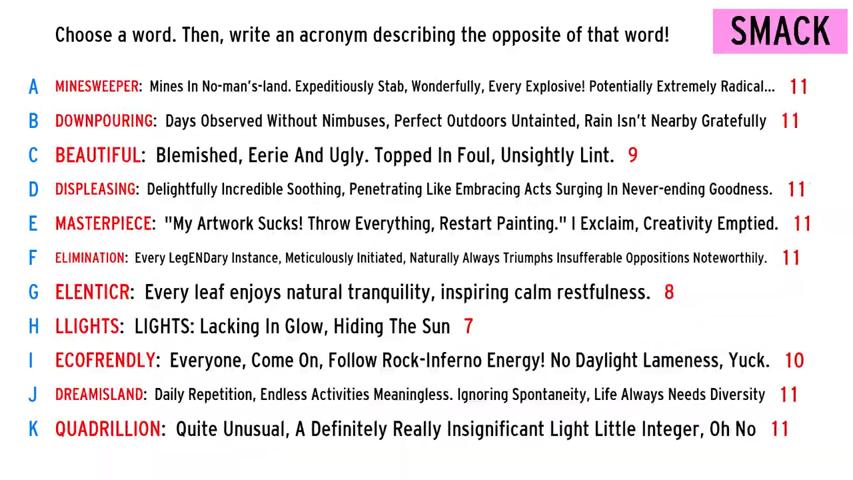 Choose a word. Then, write an acronym describing the opposite of that word!
SMACK
A MINESWEEPER: Mines In No-man's-land. Expeditiously Stab, Wonderfully, Every Explosive! Potentially Extremely Radical... 11
B DOWNPOURING: Days Observed Without Nimbuses, Perfect Outdoors Untainted, Rain Isn't Nearby Gratefully 11
C BEAUTIFUL: Blemished, Eerie And Ugly. Topped In Foul, Unsightly Lint. 9
D DISPLEASING: Delightfully Incredible Soothing, Penetrating Like Embracing Acts Surging In Never-ending Goodness. 11
E MASTERPIECE: "My Artwork Sucks! Throw Everything, Restart Painting." I Exclaim, Creativity Emptied. 11
F ELIMINATION: Every LegENDary Instance, Meticulously Initiated, Naturally Always Triumphs Insufferable Oppositions Noteworthily. 11
G ELENTICR: Every leaf enjoys natural tranquility, inspiring calm restfulness. 8
H LLIGHTS: LIGHTS: Lacking In Glow, Hiding The Sun 7
I ECOFRENDLY: Everyone, Come On, Follow Rock-Inferno Energy! No Daylight Lameness, Yuck. 10
J DREAMISLAND: Daily Repetition, Endless Activities Meaningless. Ignoring Spontaneity, Life Always Needs Diversity 11
K QUADRILLION: Quite Unusual, A Definitely Really Insignificant Light Little Integer, Oh No 11